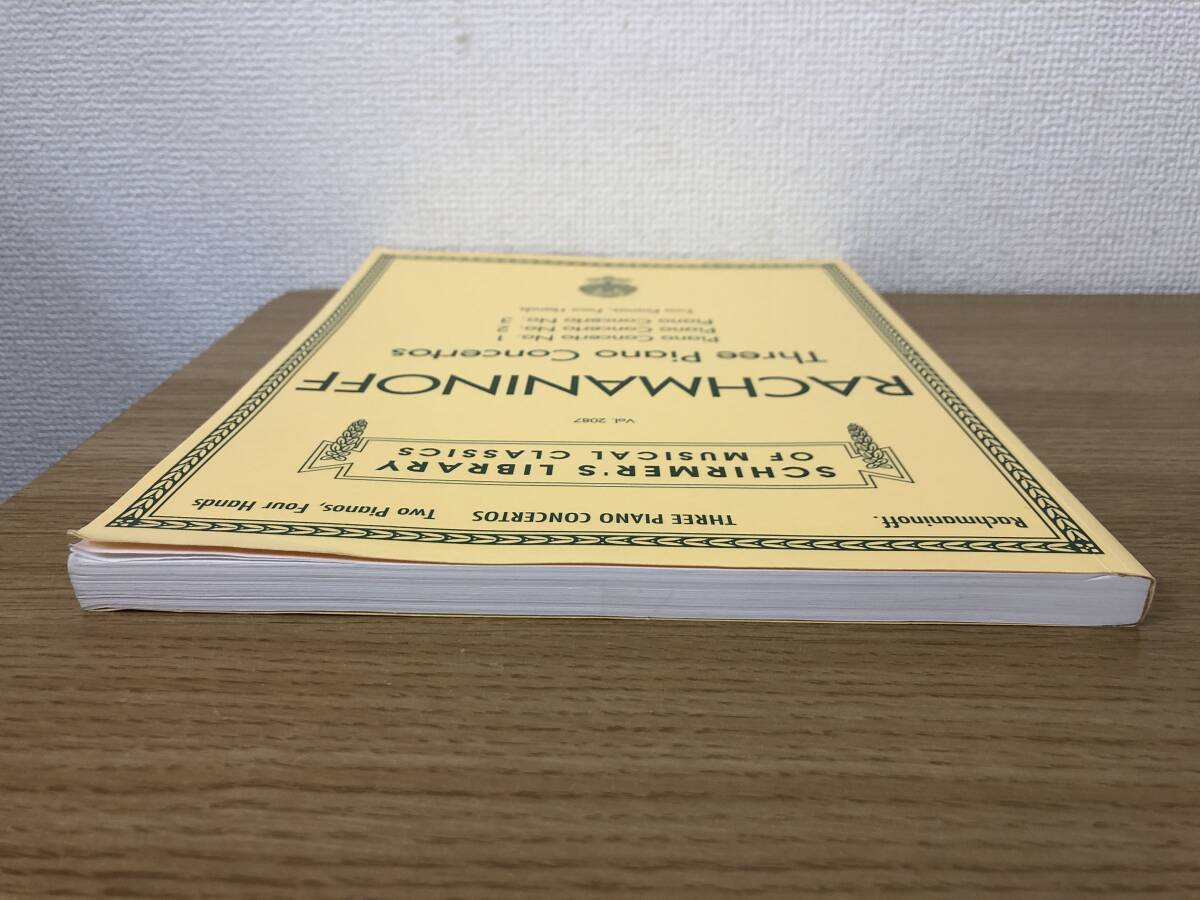 Rachmaninoff. THREE PIANO CONCERTOS Two Pianos, Four Hands
SCHIRMER'S LIBRARY
OF MUSICAL CLASSICS
Vol. 2087
RACHMANINOFF
Three Piano Concertos
Piano Concerto No. 1
Piano Concerto No. 2
Piano Concerto No. 3
Two Pianos, Four Hands